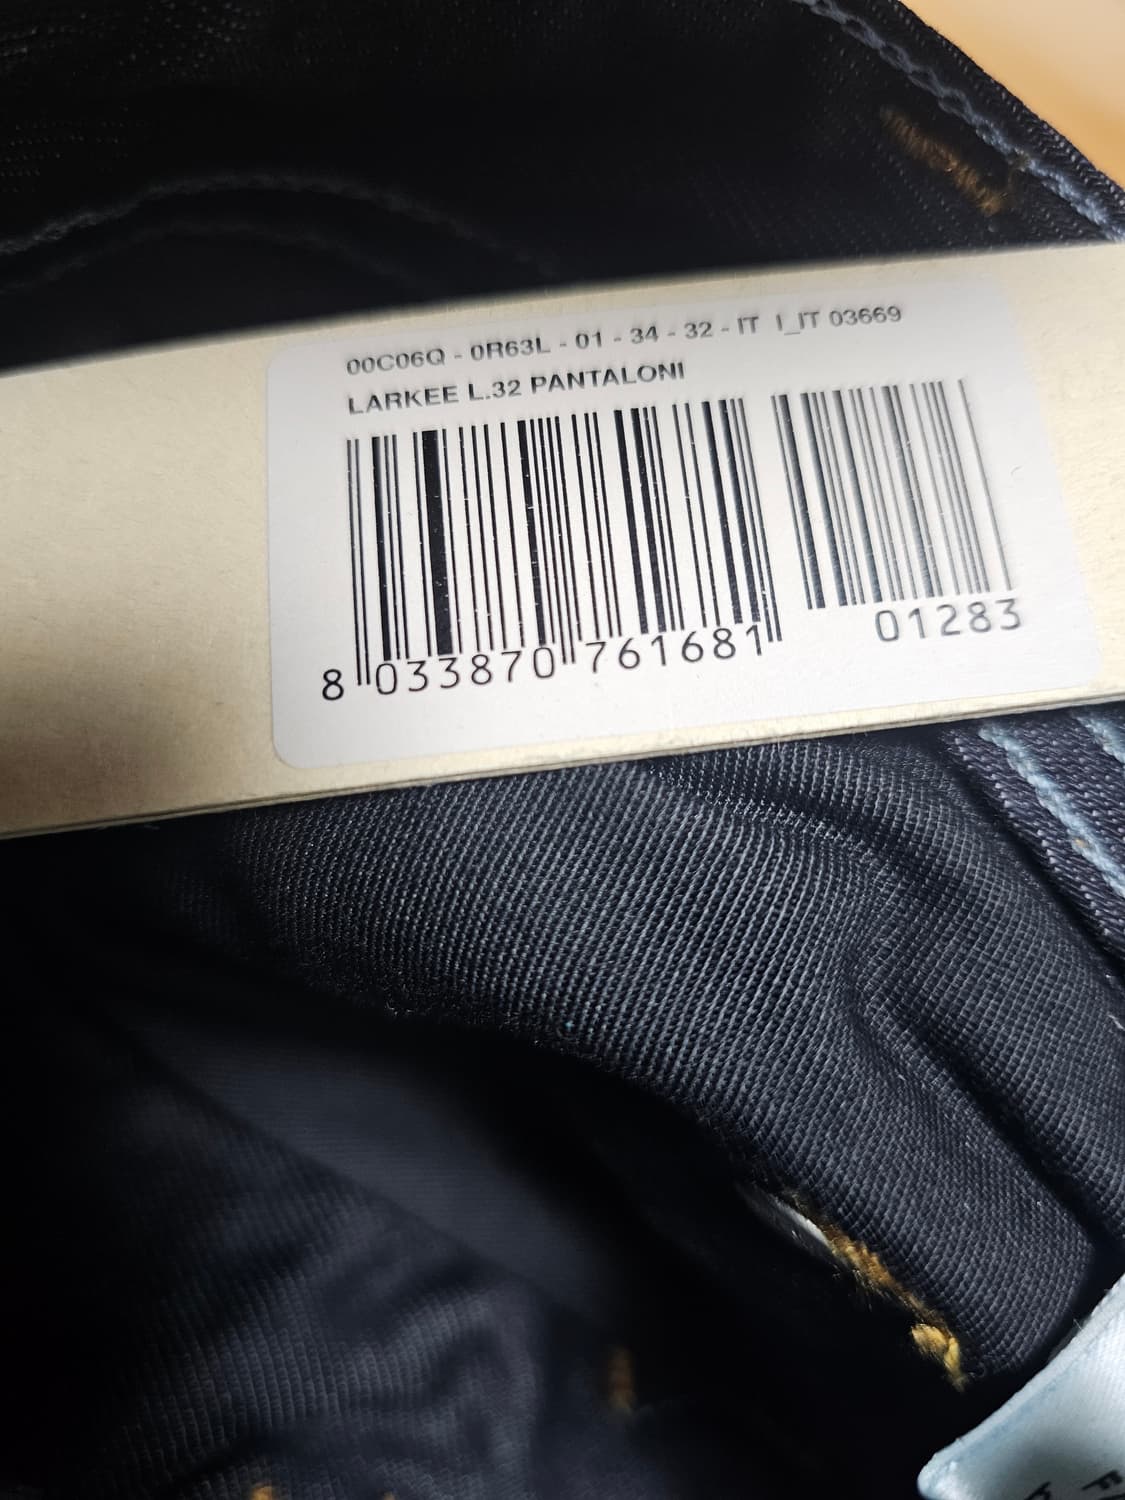 00C06Q - 0R63L - 01 - 34 - 32 - IT I_IT 03669
LARKEE L.32 PANTALONI
8 033870 761681 01283